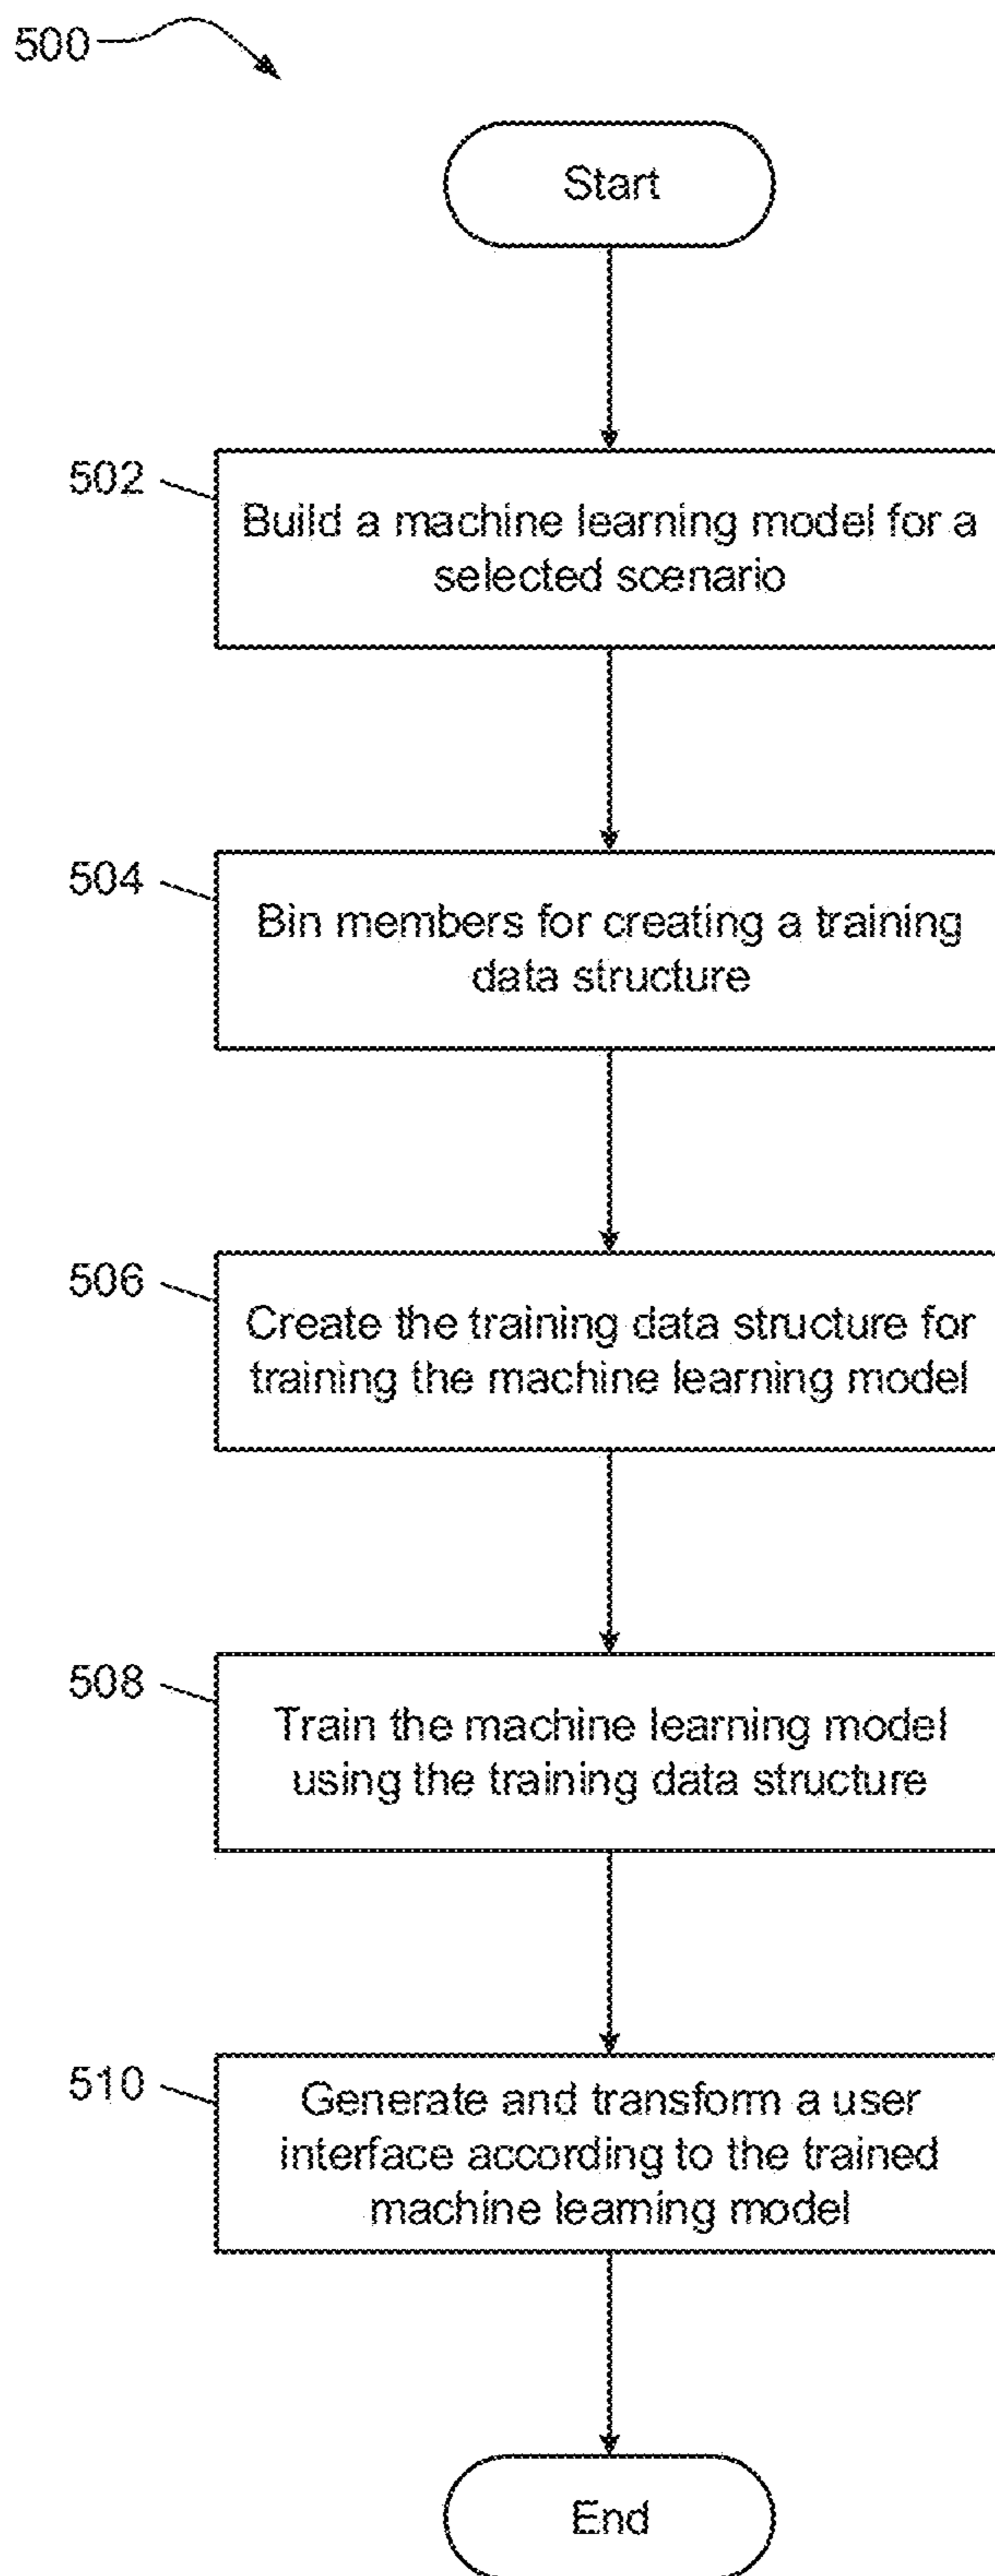 500
Start
502
Build a machine learning model for a
selected scenario
504
Bin members for creating a training
data structure
506
Create the training data structure for
training the machine learning model
508
Train the machine learning model
using the training data structure
510
Generate and transform a user
interface according to the trained
machine learning model
End